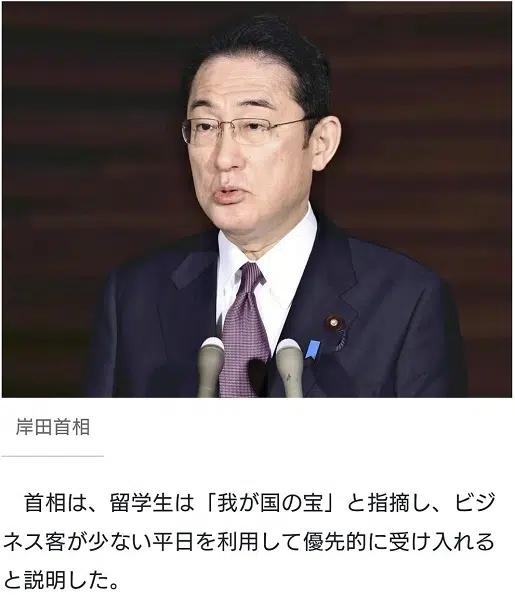 岸田首相
首相は、留学生は「我が国の宝」と指摘し、ビジ
ネス客が少ない平日を利用して優先的に受け入れる
と説明した。